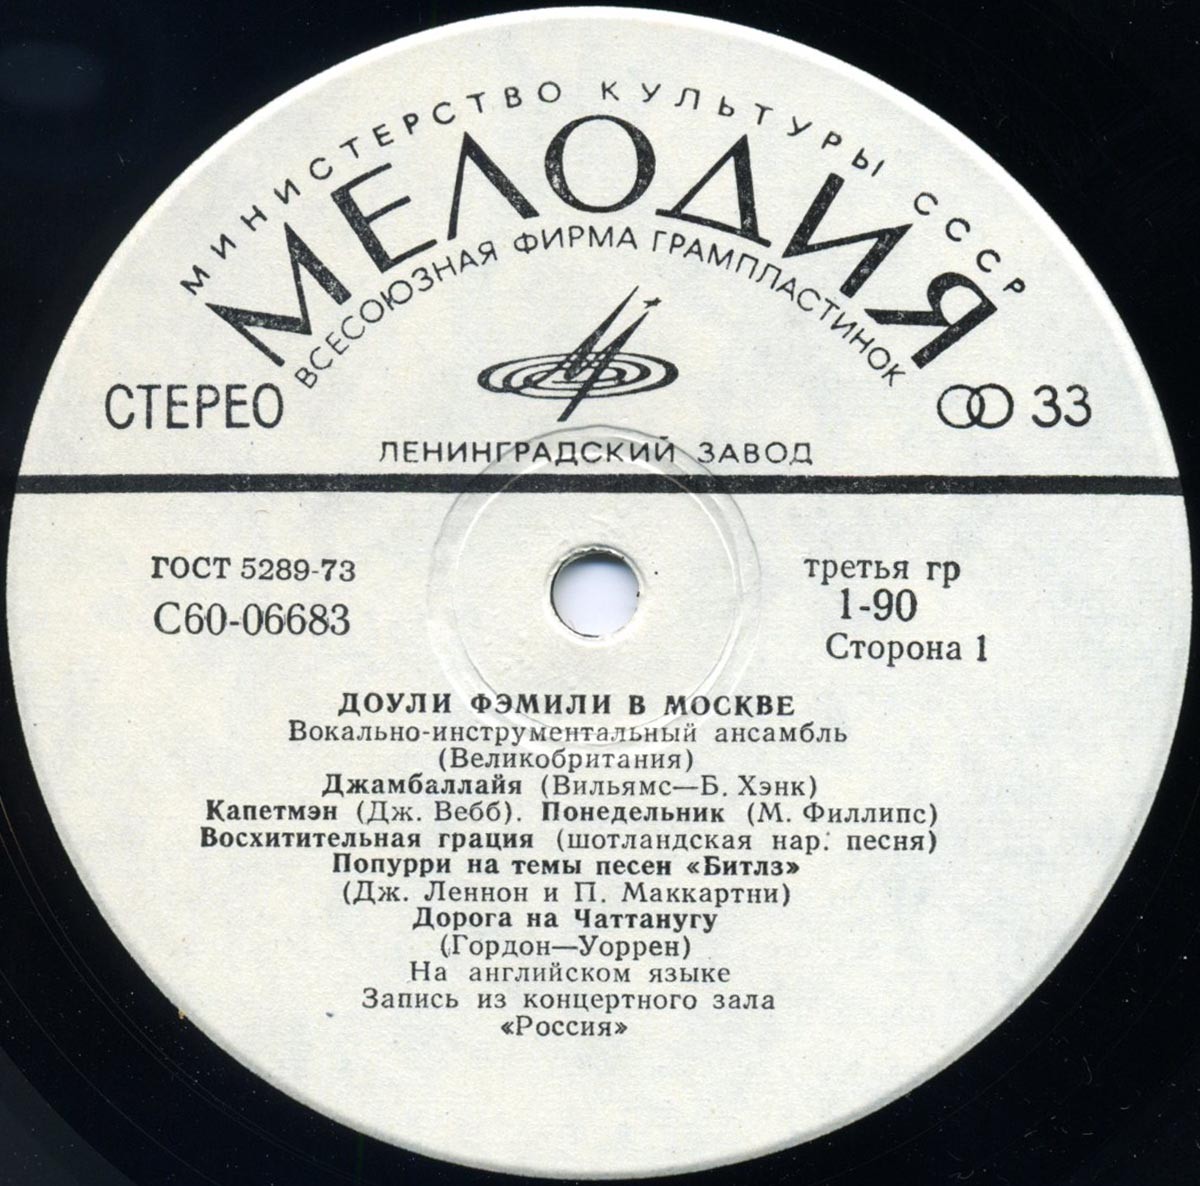 МИНИСТЕРСТВО КУЛЬТУРЫ СССР
МЕЛОДИЯ
ВСЕСОЮЗНАЯ ФИРМА ГРАМПЛАСТИНОК
СТЕРЕО
33
ЛЕНИНГРАДСКИЙ ЗАВОД
ГОСТ 5289-73
С60-06683
третья гр
1-90
Сторона 1
ДОУЛИ ФЭМИЛИ В МОСКВЕ
Вокально-инструментальный ансамбль
(Великобритания)
Джамбаллайя (Вильямс—Б. Хэнк)
Капетмэн (Дж. Вебб). Понедельник (М. Филлипс)
Восхитительная грация (шотландская нар. песня)
Попурри на темы песен «Битлз»
(Дж. Леннон и П. Маккартни)
Дорога на Чаттанугу
(Гордон—Уоррен)
На английском языке
Запись из концертного зала
«Россия»